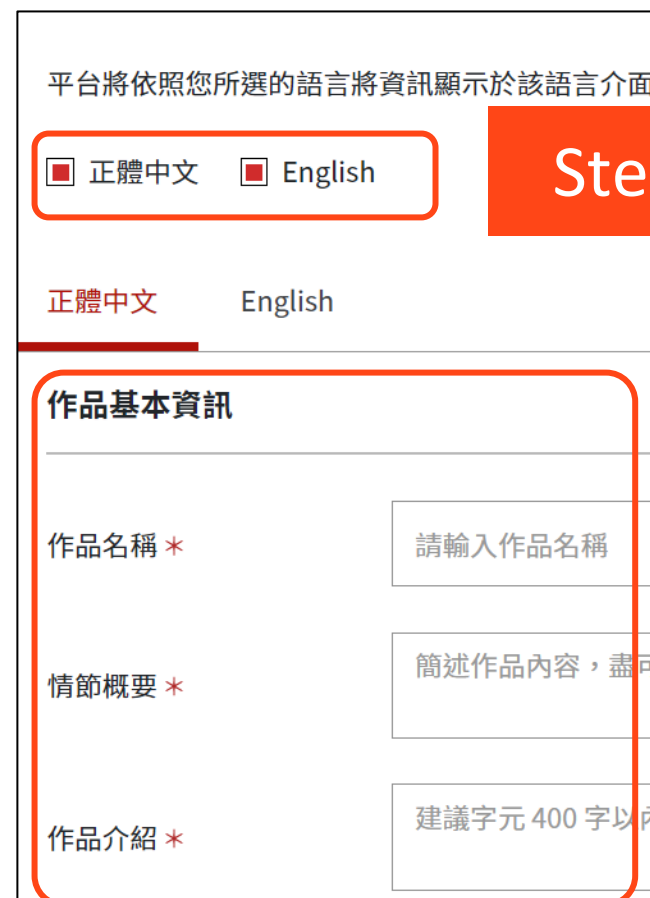 平台將依照您所選的語言將資訊顯示於該語言介面
正體中文 English
Ste
正體中文 English
作品基本資訊
作品名稱 * 請輸入作品名稱
情節概要 * 簡述作品內容，盡可
作品介紹 * 建議字元 400 字以內